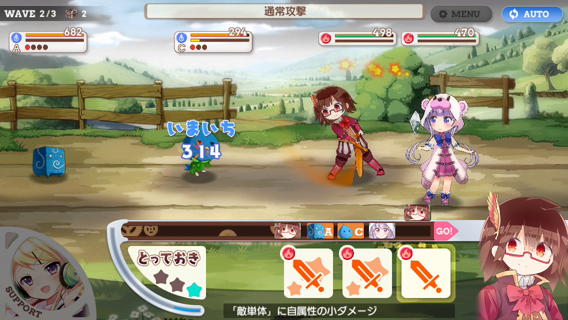 WAVE 2/3 2
通常攻撃
MENU
AUTO
682
A
294
C
498
470
いまいち
314
A
C
GO!
とっておき
SUPPORT
「敵単体」に自属性の小ダメージ